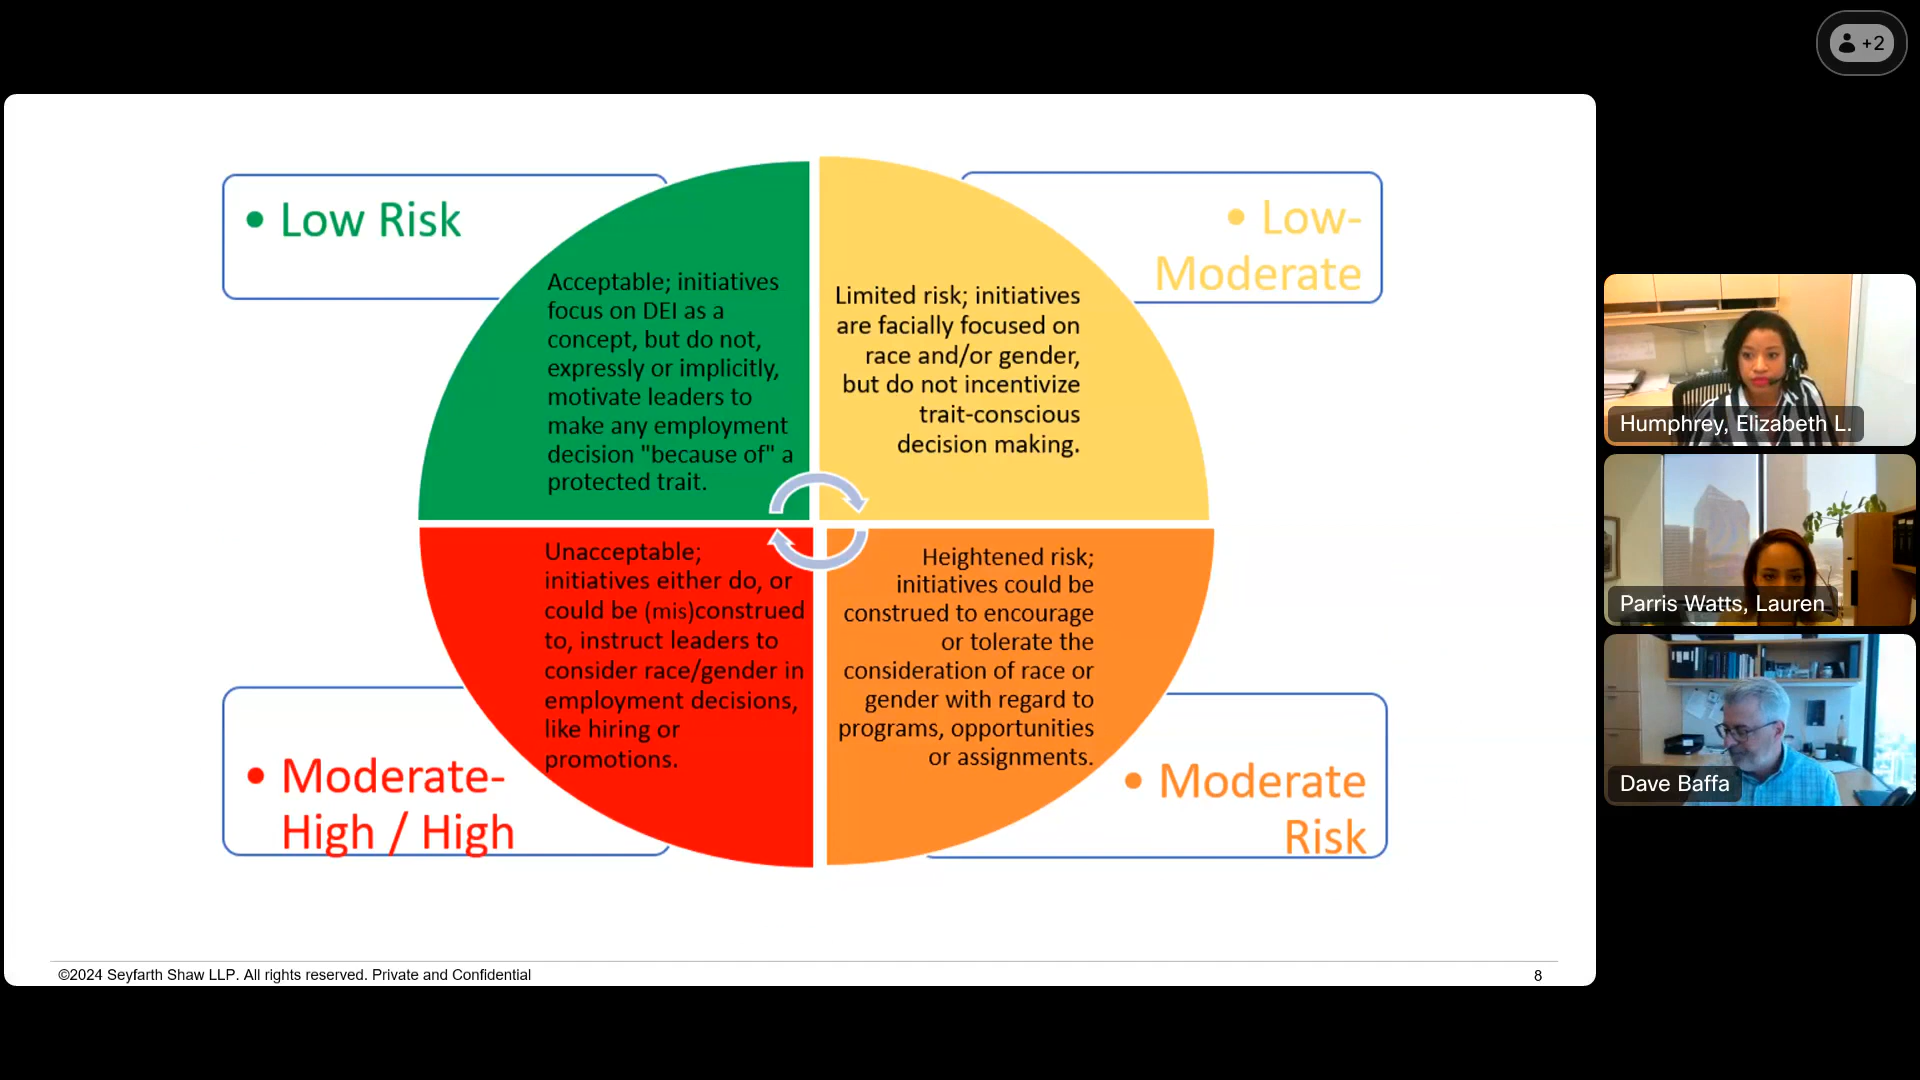 +2
• Low Risk
Acceptable; initiatives
focus on DEI as a
concept, but do not,
expressly or implicitly,
motivate leaders to
make any employment
decision "because of" a
protected trait.
• Low-
Moderate
Limited risk; initiatives
are facially focused on
race and/or gender,
but do not incentivize
trait-conscious
decision making.
Unacceptable;
initiatives either do, or
could be (mis)construed
to, instruct leaders to
consider race/gender in
employment decisions,
like hiring or
promotions.
• Moderate-
High / High
Heightened risk;
initiatives could be
construed to encourage
or tolerate the
consideration of race or
gender with regard to
programs, opportunities
or assignments.
• Moderate
Risk
©2024 Seyfarth Shaw LLP. All rights reserved. Private and Confidential
8
Humphrey, Elizabeth L.
Parris Watts, Lauren
Dave Baffa